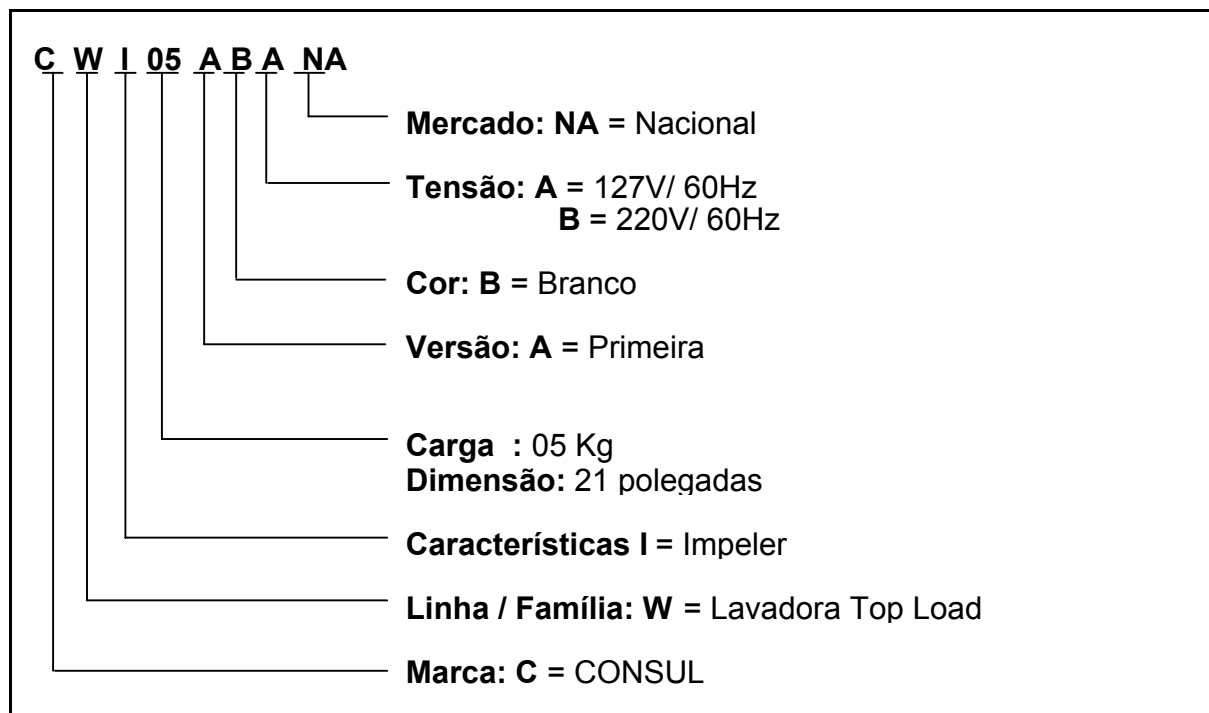 C W I 05 A B A NA
Mercado: NA = Nacional
Tensão: A = 127V/ 60Hz
B = 220V/ 60Hz
Cor: B = Branco
Versão: A = Primeira
Carga : 05 Kg
Dimensão: 21 polegadas
Características I = Impeler
Linha / Família: W = Lavadora Top Load
Marca: C = CONSUL